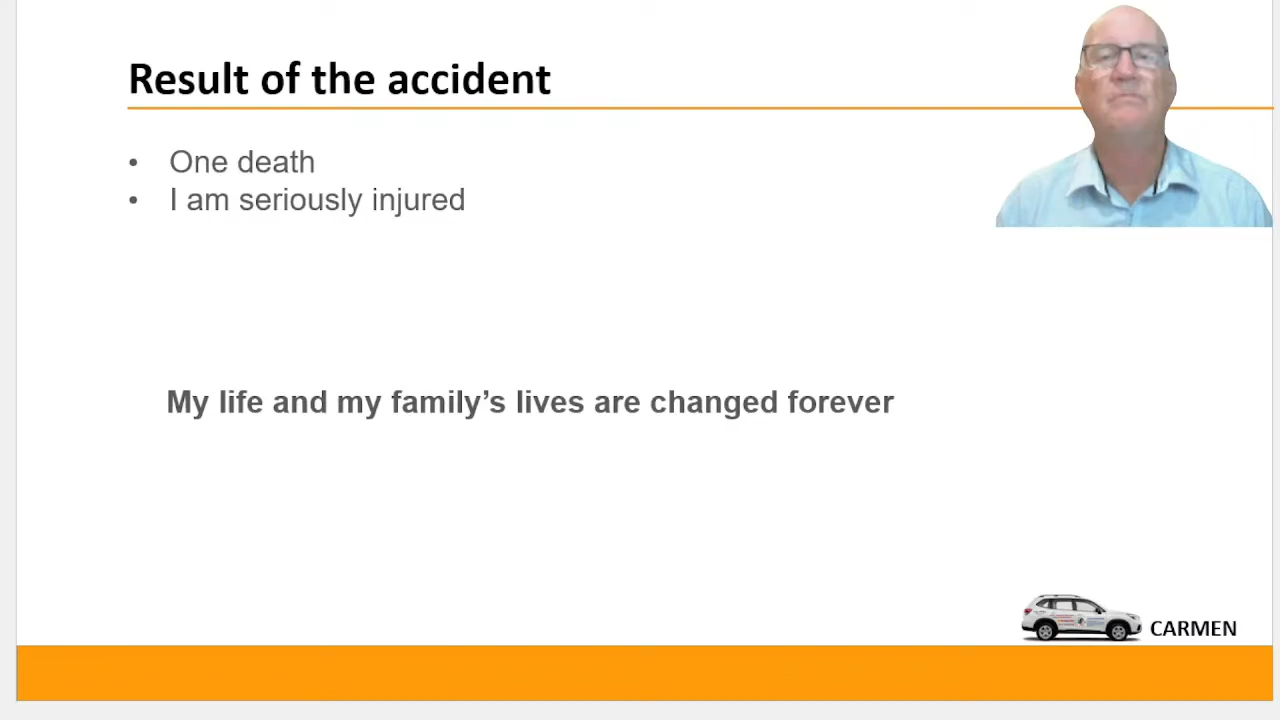 Result of the accident
• One death
• I am seriously injured
My life and my family’s lives are changed forever
CARMEN